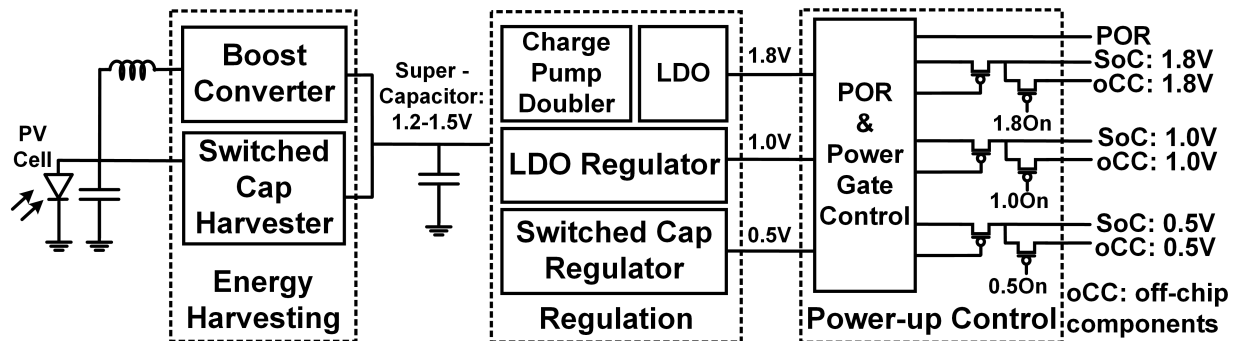 PV
Cell
Boost
Converter
Switched
Cap
Harvester
Energy
Harvesting
Super -
Capacitor:
1.2-1.5V
Charge
Pump
Doubler
LDO
LDO Regulator
Switched Cap
Regulator
Regulation
1.8V
1.0V
0.5V
POR
&
Power
Gate
Control
1.8On
1.0On
0.5On
Power-up Control
POR
SoC: 1.8V
oCC: 1.8V
SoC: 1.0V
oCC: 1.0V
SoC: 0.5V
oCC: 0.5V
oCC: off-chip
components